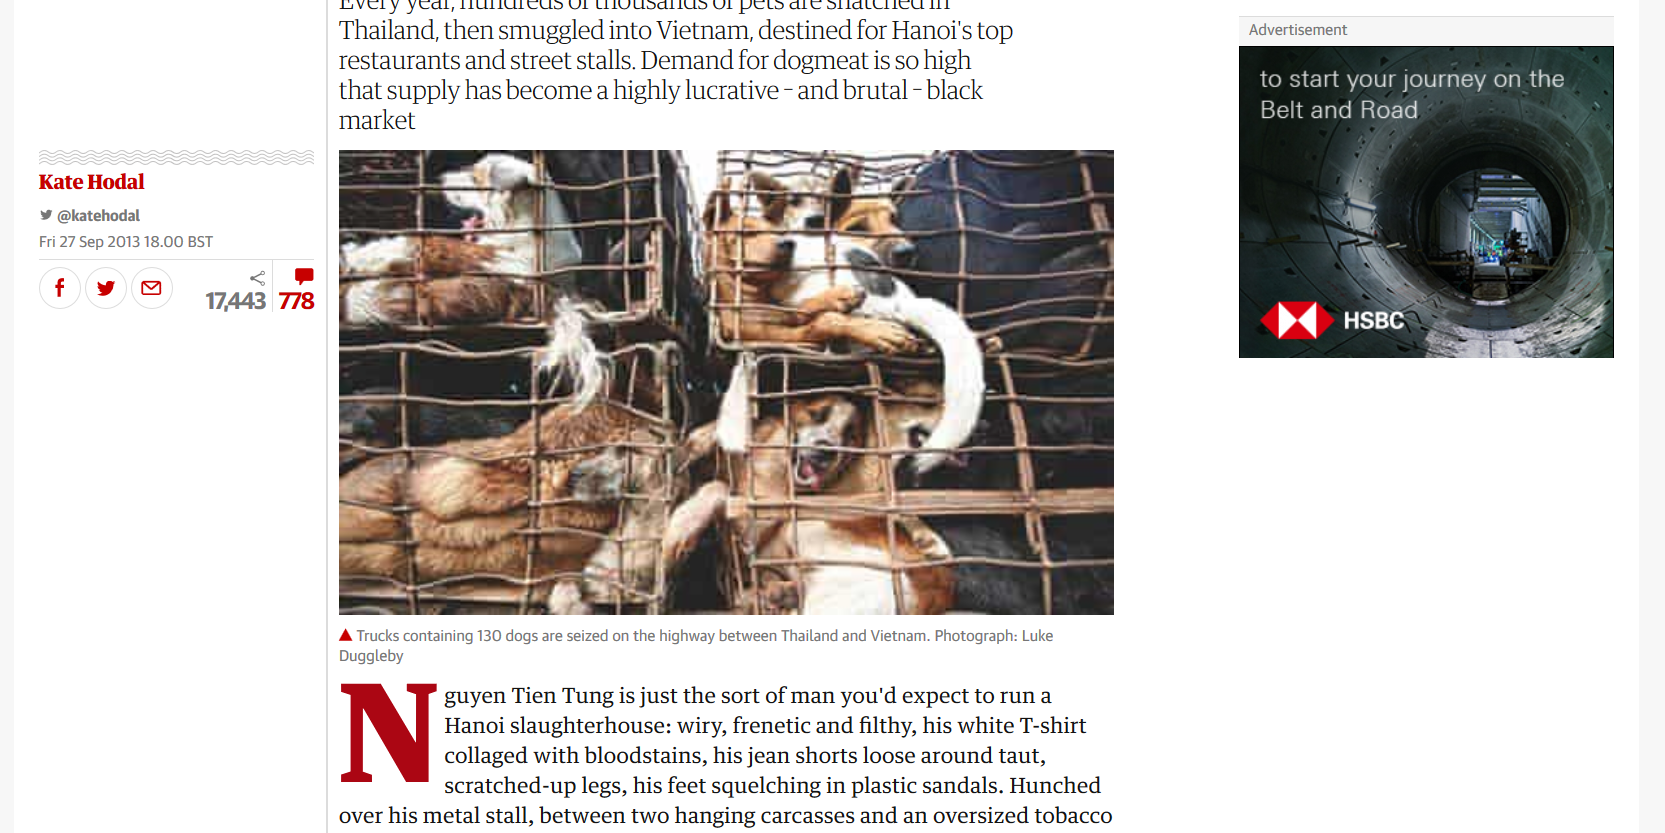 Every year, hundreds of thousands of pets are snatched in
Thailand, then smuggled into Vietnam, destined for Hanoi's top
restaurants and street stalls. Demand for dogmeat is so high
that supply has become a highly lucrative – and brutal – black
market
Kate Hodal
@katehodal
Fri 27 Sep 2013 18.00 BST
17,443
778
▲ Trucks containing 130 dogs are seized on the highway between Thailand and Vietnam. Photograph: Luke
Duggleby
Nguyen Tien Tung is just the sort of man you'd expect to run a
Hanoi slaughterhouse: wiry, frenetic and filthy, his white T-shirt
collaged with bloodstains, his jean shorts loose around taut,
scratched-up legs, his feet squelching in plastic sandals. Hunched
over his metal stall, between two hanging carcasses and an oversized tobacco
Advertisement
to start your journey on the
Belt and Road
HSBC